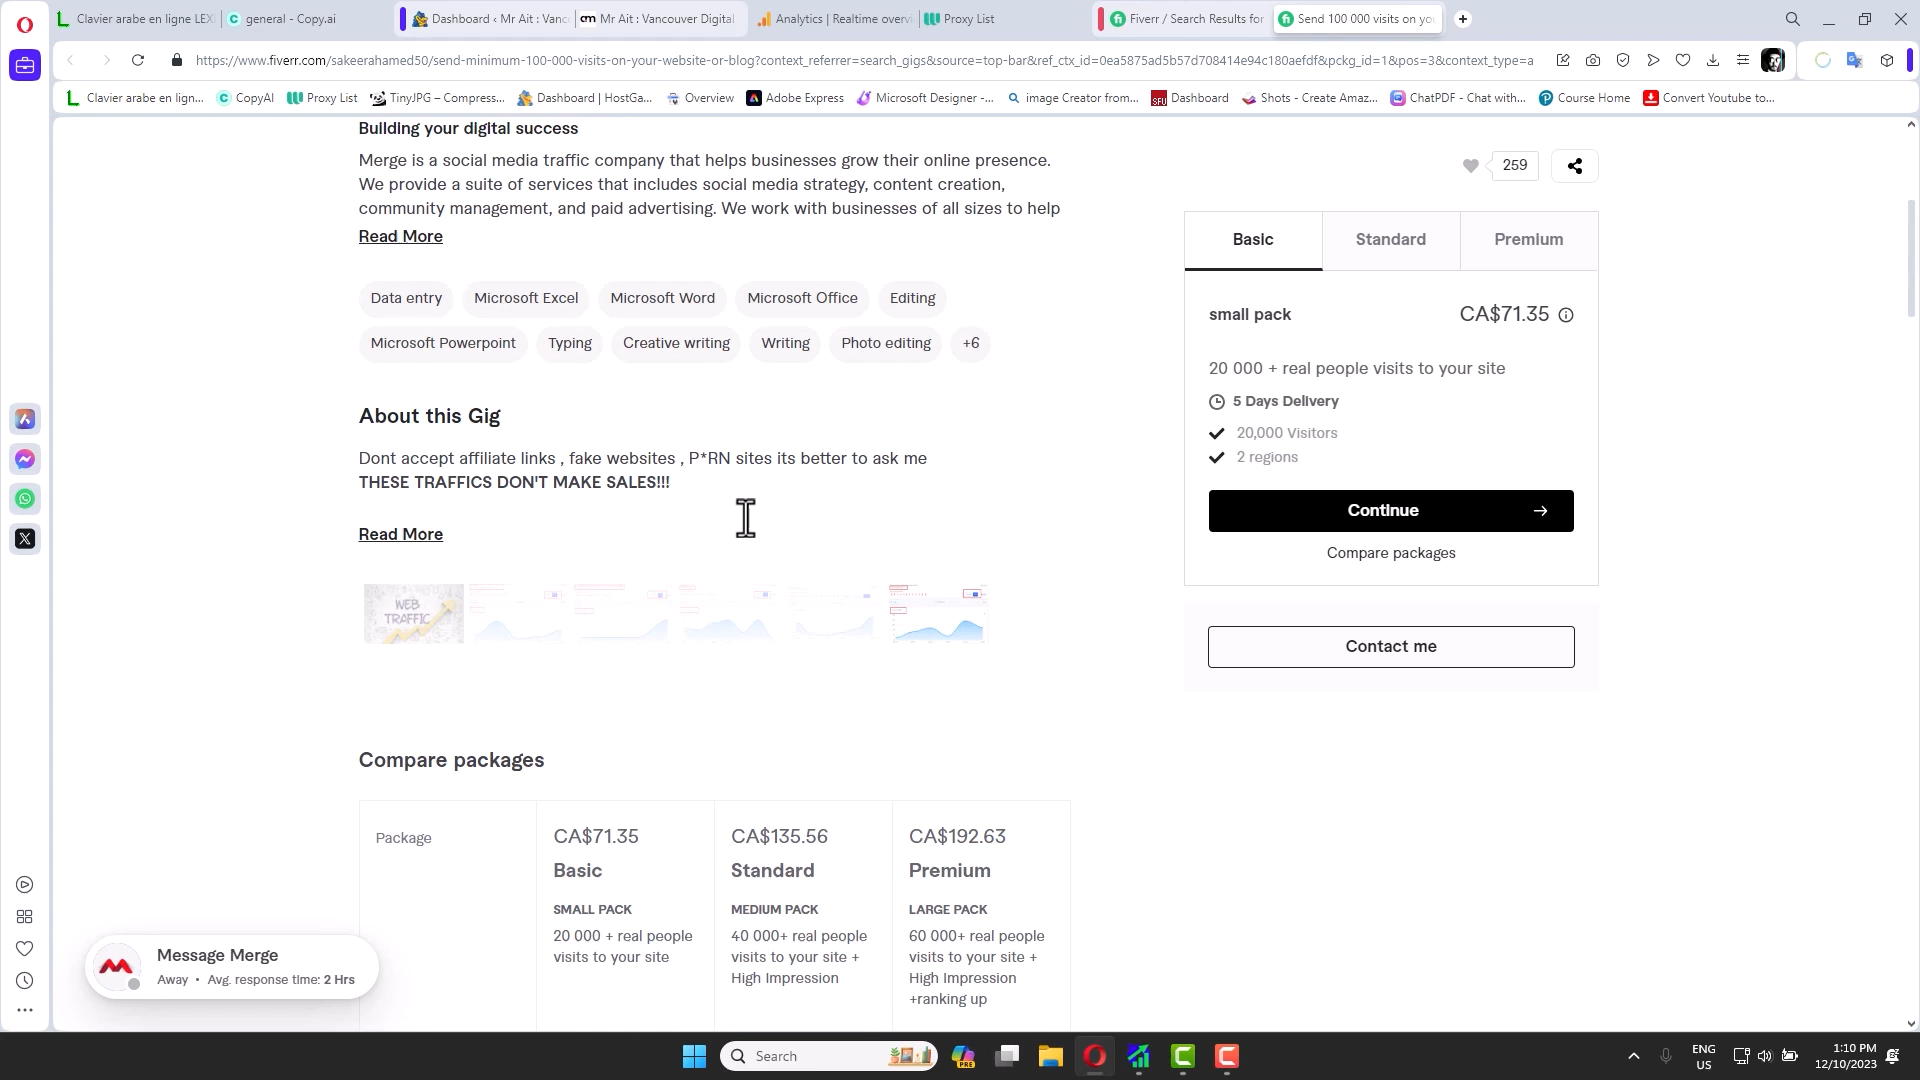 Clavier arabe en ligne LEX
general - Copy.ai
Dashboard ‹ Mr Ait : Vanc
Mr Ait : Vancouver Digital
Analytics | Realtime overvi
Proxy List
Fiverr / Search Results for
Send 100 000 visits on you
https://www.fiverr.com/sakeerahamed50/send-minimum-100-000-visits-on-your-website-or-blog?context_referrer=search_gigs&source=top-bar&ref_ctx_id=0ea5875ad5b57d708414e94c180aefdf&pckg_id=1&pos=3&context_type=a
Clavier arabe en lign...
CopyAI
Proxy List
TinyJPG – Compress...
Dashboard | HostGa...
Overview
Adobe Express
Microsoft Designer -...
image Creator from...
SFU
Dashboard
Shots - Create Amaz...
ChatPDF - Chat with...
Course Home
Convert Youtube to...
Building your digital success
Merge is a social media traffic company that helps businesses grow their online presence.
We provide a suite of services that includes social media strategy, content creation,
community management, and paid advertising. We work with businesses of all sizes to help
Read More
Data entry
Microsoft Excel
Microsoft Word
Microsoft Office
Editing
Microsoft Powerpoint
Typing
Creative writing
Writing
Photo editing
+6
About this Gig
Dont accept affiliate links , fake websites , P*RN sites its better to ask me
THESE TRAFFICS DON'T MAKE SALES!!!
Read More
WEB
TRAFFIC
Compare packages
Package
CA$71.35
Basic
SMALL PACK
20 000 + real people
visits to your site
CA$135.56
Standard
MEDIUM PACK
40 000+ real people
visits to your site +
High Impression
CA$192.63
Premium
LARGE PACK
60 000+ real people
visits to your site +
High Impression
+ranking up
259
Basic
Standard
Premium
small pack
CA$71.35
20 000 + real people visits to your site
5 Days Delivery
20,000 Visitors
2 regions
Continue
Compare packages
Contact me
Message Merge
Away • Avg. response time: 2 Hrs
Search
PRE
ENG
US
1:10 PM
12/10/2023